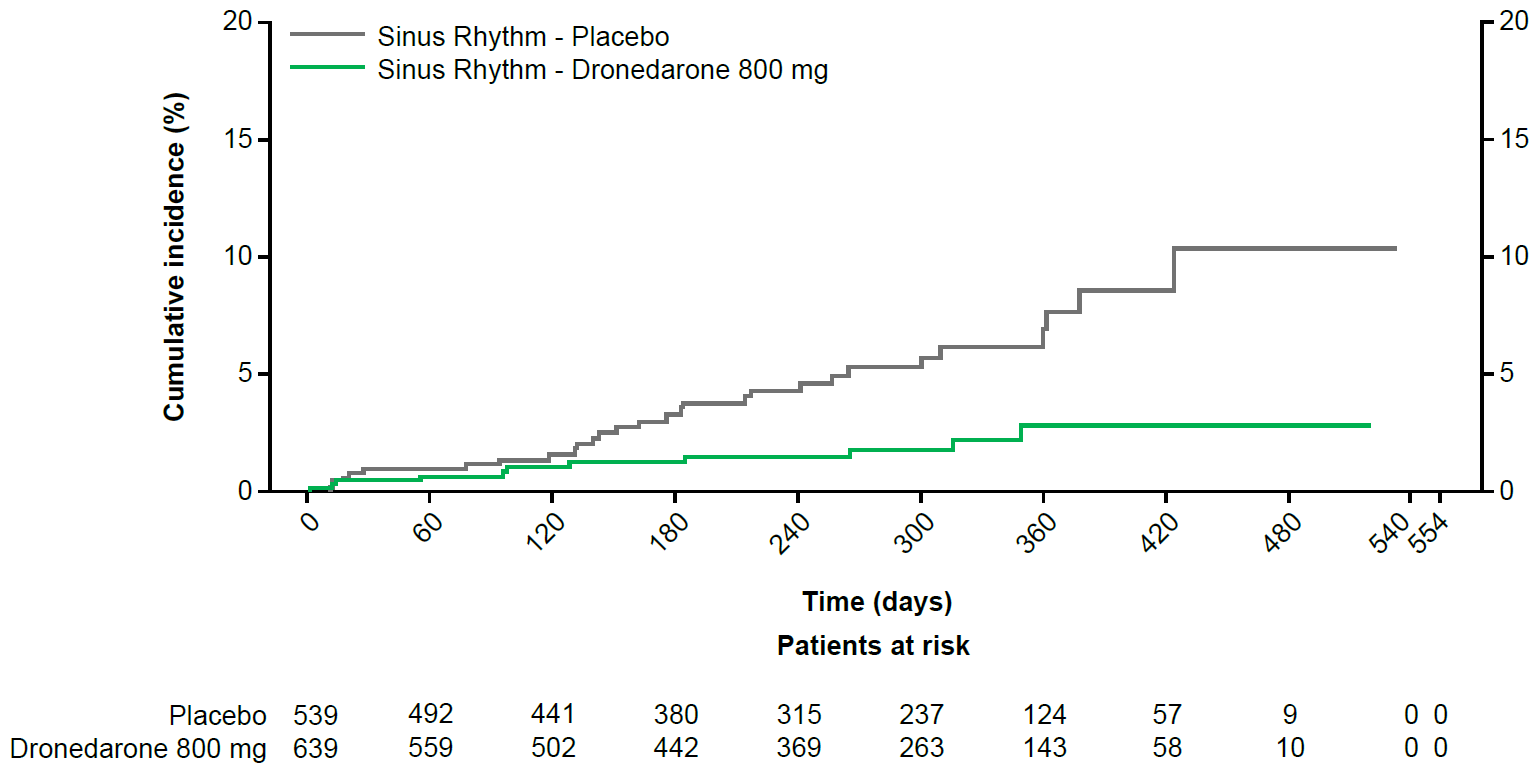 20
20
Sinus Rhythm - Placebo
Sinus Rhythm - Dronedarone 800 mg
15
15
Cumulative incidence (%)
10
10
5
5
0
0
0 60 120 180 240 300 360 420 480 540 554
Time (days)
Patients at risk
Placebo 539 492 441 380 315 237 124 57 9 0 0
Dronedarone 800 mg 639 559 502 442 369 263 143 58 10 0 0